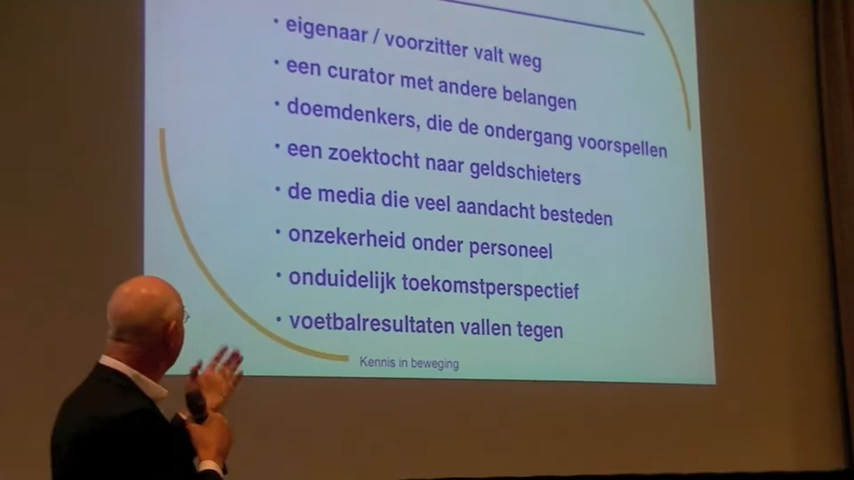 • eigenaar / voorzitter valt weg
• een curator met andere belangen
• doemdenkers, die de ondergang voorspellen
• een zoektocht naar geldschieters
• de media die veel aandacht besteden
• onzekerheid onder personeel
• onduidelijk toekomstperspectief
• voetbalresultaten vallen tegen
Kennis in beweging